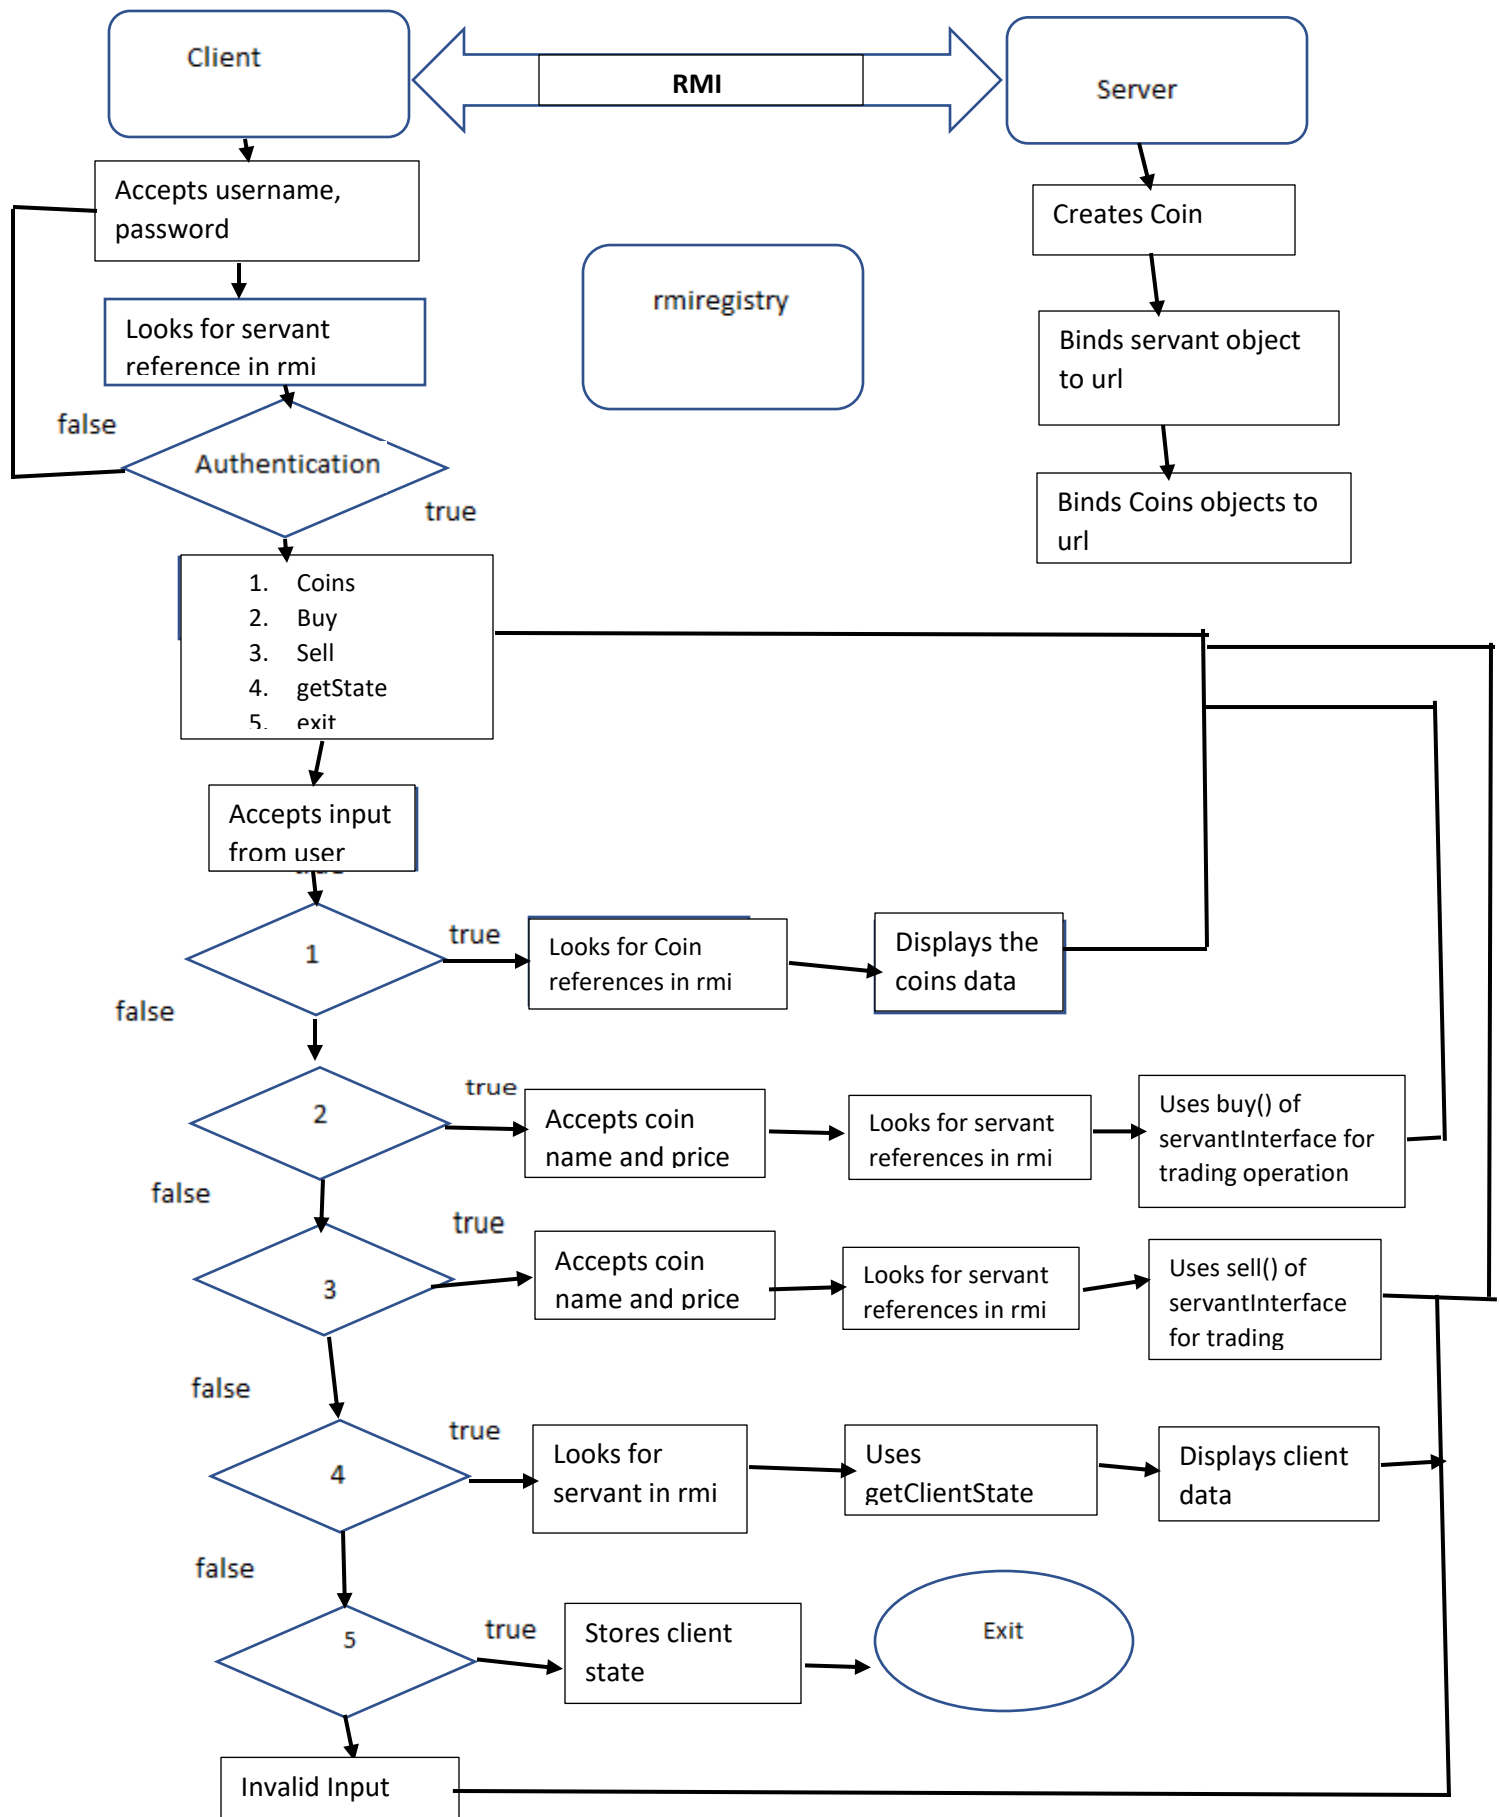 Client
RMI
Server
Accepts username,
password
Creates Coin
rmiregistry
Looks for servant
reference in rmi
Binds servant object
to url
false
Authentication
true
Binds Coins objects to
url
1. Coins
2. Buy
3. Sell
4. getState
5. exit
Accepts input
from user
1
true
Looks for Coin
references in rmi
Displays the
coins data
false
2
true
Accepts coin
name and price
Looks for servant
references in rmi
Uses buy() of
servantInterface for
trading operation
false
3
true
Accepts coin
name and price
Looks for servant
references in rmi
Uses sell() of
servantInterface
for trading
false
4
true
Looks for
servant in rmi
Uses
getClientState
Displays client
data
false
5
true
Stores client
state
Exit
Invalid Input